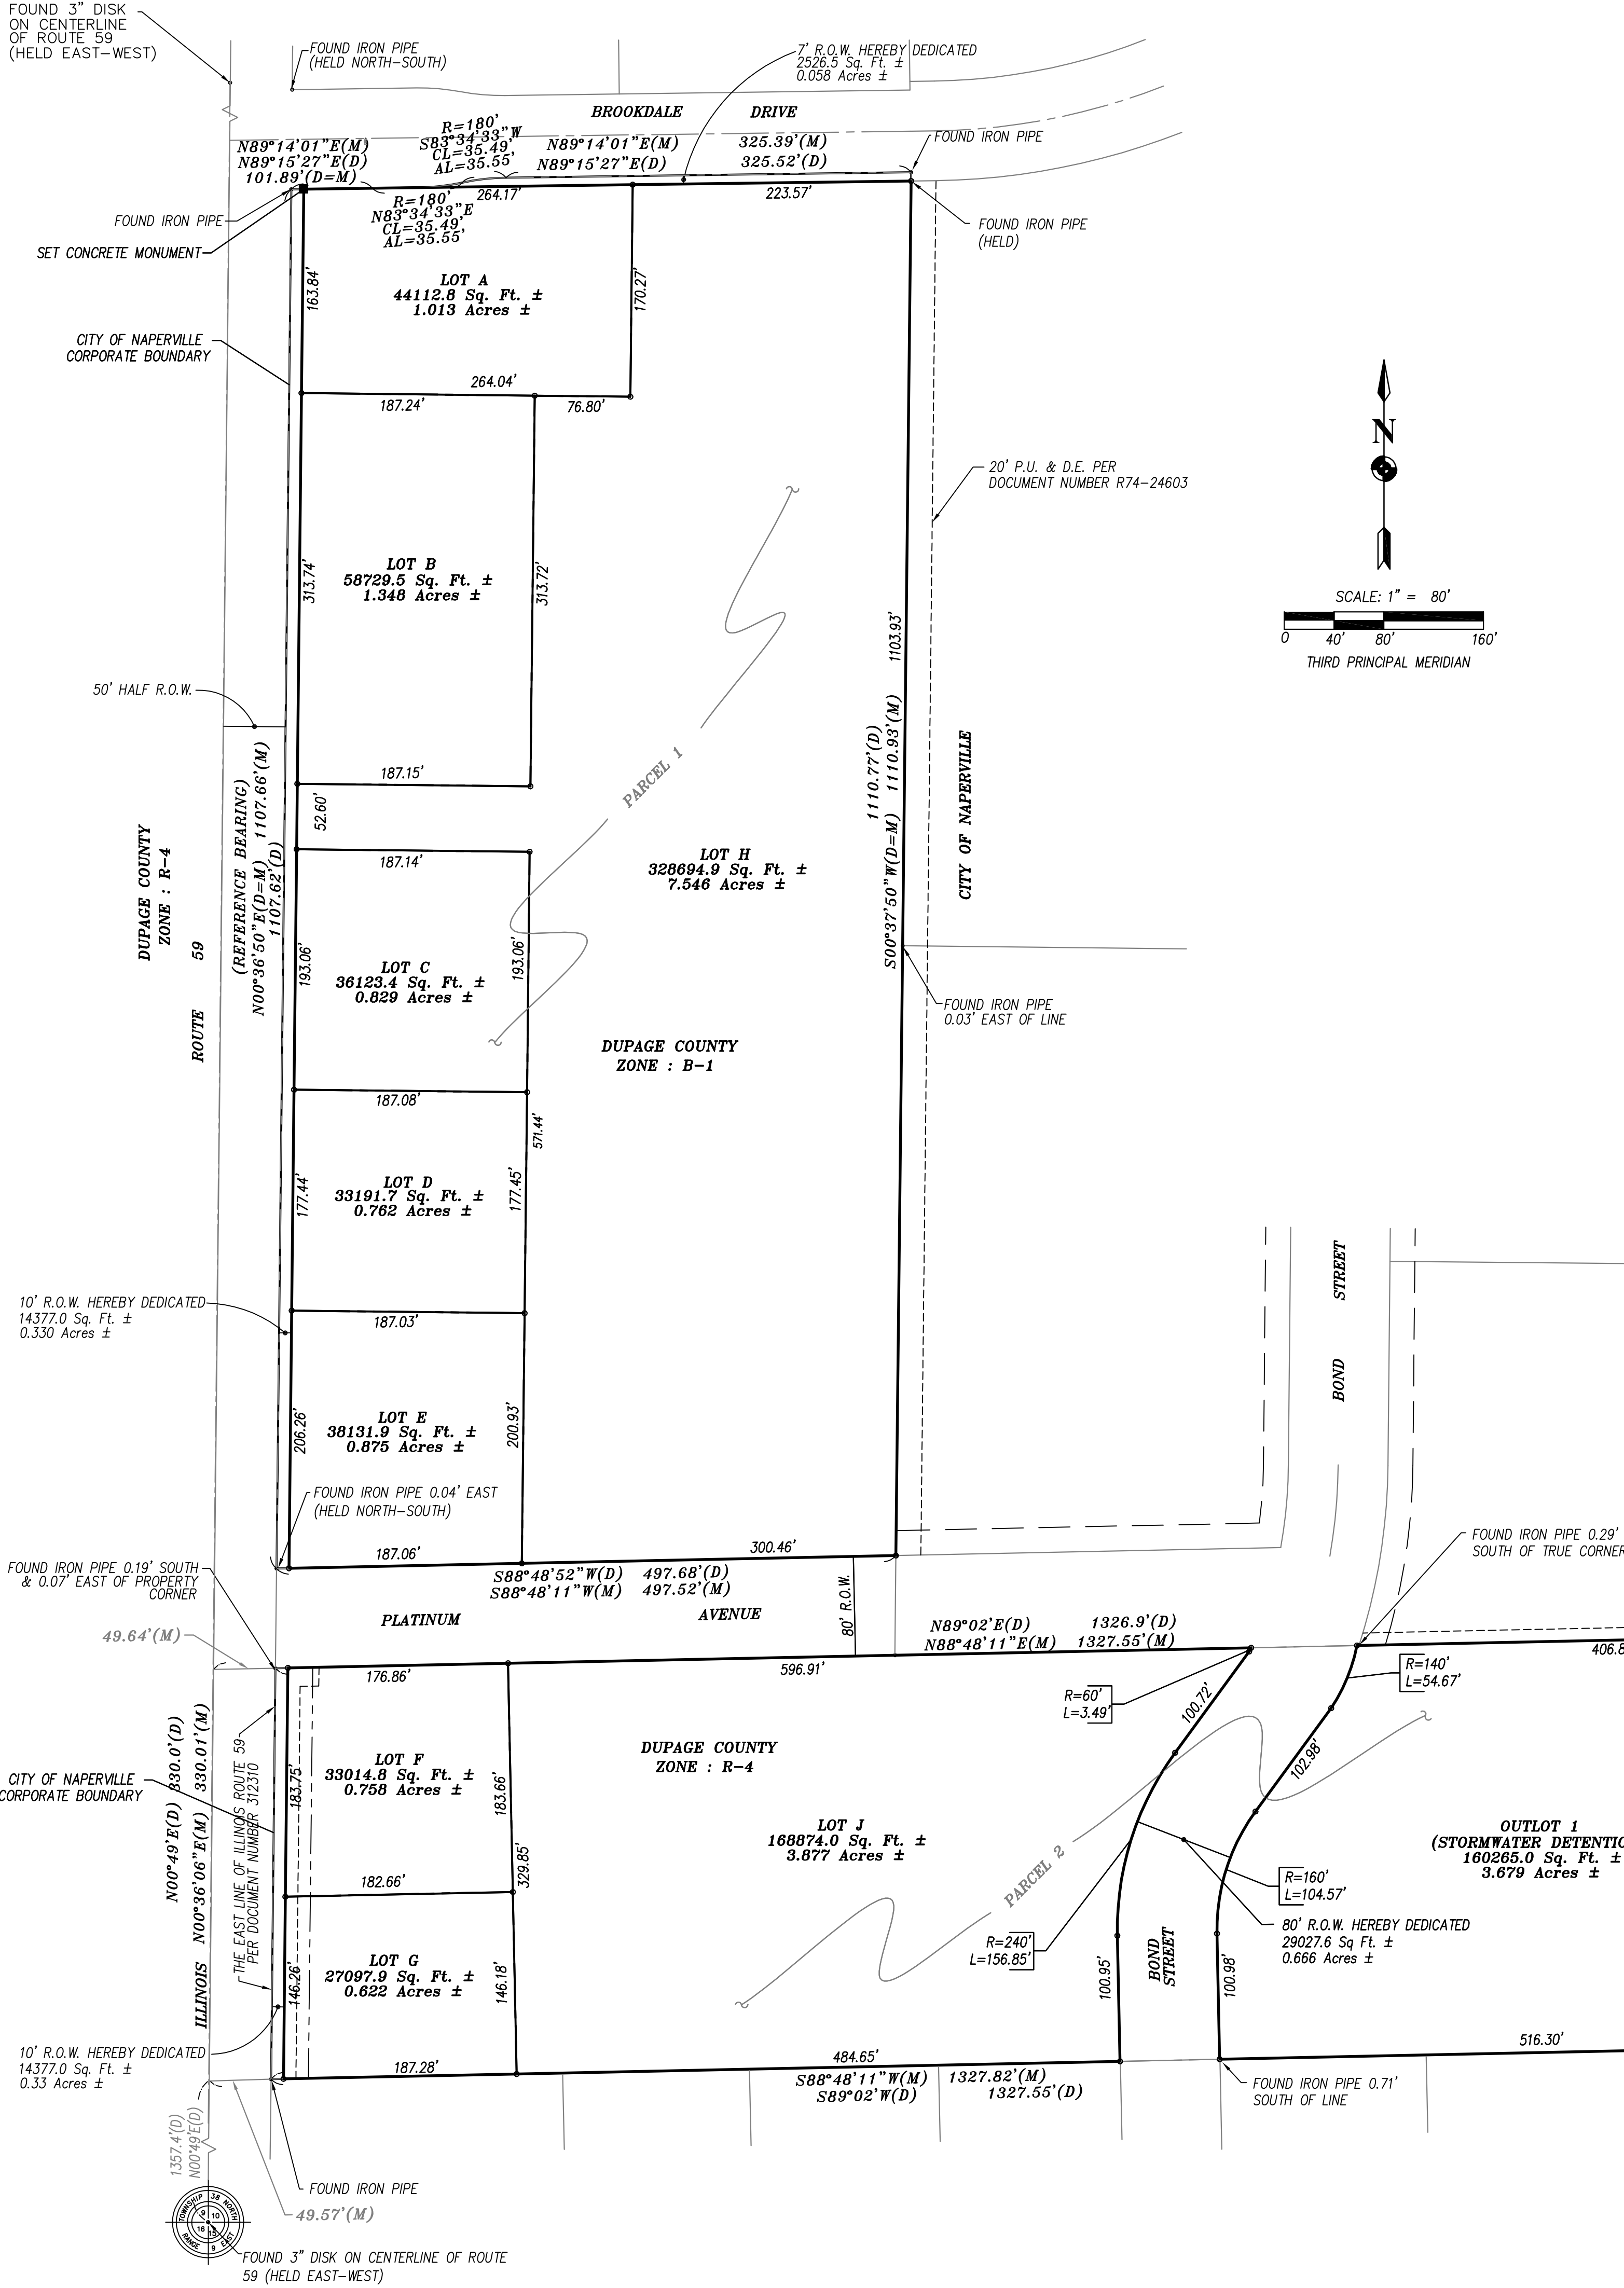 FOUND 3" DISK
ON CENTERLINE
OF ROUTE 59
(HELD EAST-WEST)
FOUND IRON PIPE
(HELD NORTH-SOUTH)
7' R.O.W. HEREBY DEDICATED
2526.5 Sq. Ft. ±
0.058 Acres ±
BROOKDALE DRIVE
R=180'
S83°34'33"W
CL=35.49'
AL=35.55'
N89°14'01"E(M)
N89°15'27"E(D)
101.89'(D=M)
N89°14'01"E(M) 325.39'(M)
N89°15'27"E(D) 325.52'(D)
FOUND IRON PIPE
FOUND IRON PIPE
SET CONCRETE MONUMENT
R=180'
N83°34'33"E
CL=35.49'
AL=35.55'
264.17'
223.57'
FOUND IRON PIPE
(HELD)
163.84'
LOT A
44112.8 Sq. Ft. ±
1.013 Acres ±
170.27'
CITY OF NAPERVILLE
CORPORATE BOUNDARY
264.04'
187.24'
76.80'
N
20' P.U. & D.E. PER
DOCUMENT NUMBER R74-24603
LOT B
58729.5 Sq. Ft. ±
1.348 Acres ±
313.74'
313.72'
SCALE: 1" = 80'
0 40' 80' 160'
THIRD PRINCIPAL MERIDIAN
1103.93'
50' HALF R.O.W.
187.15'
PARCEL 1
52.60'
1110.77'(D)
S00°37'50"W(D=M) 1110.93'(M)
CITY OF NAPERVILLE
DUPAGE COUNTY
ZONE : R-4
ROUTE 59
(REFERENCE BEARING)
N00°36'50"E(D=M) 1107.66'(M)
1107.62'(D)
187.14'
LOT H
328694.9 Sq. Ft. ±
7.546 Acres ±
193.06'
LOT C
36123.4 Sq. Ft. ±
0.829 Acres ±
193.06'
FOUND IRON PIPE
0.03' EAST OF LINE
DUPAGE COUNTY
ZONE : B-1
187.08'
571.44'
177.44'
LOT D
33191.7 Sq. Ft. ±
0.762 Acres ±
177.45'
10' R.O.W. HEREBY DEDICATED
14377.0 Sq. Ft. ±
0.330 Acres ±
187.03'
BOND STREET
206.26'
LOT E
38131.9 Sq. Ft. ±
0.875 Acres ±
200.93'
FOUND IRON PIPE 0.04' EAST
(HELD NORTH-SOUTH)
187.06'
300.46'
FOUND IRON PIPE 0.29'
SOUTH OF TRUE CORNER
FOUND IRON PIPE 0.19' SOUTH
& 0.07' EAST OF PROPERTY
CORNER
S88°48'52"W(D) 497.68'(D)
S88°48'11"W(M) 497.52'(M)
PLATINUM AVENUE
80' R.O.W.
N89°02'E(D) 1326.9'(D)
N88°48'11"E(M) 1327.55'(M)
49.64'(M)
176.86'
596.91'
406.8
R=140'
L=54.67'
R=60'
L=3.49'
100.72'
102.98'
N00°49'E(D) 330.0'(D)
ILLINOIS N00°36'06"E(M) 330.01'(M)
THE EAST LINE OF ILLINOIS ROUTE 59
PER DOCUMENT NUMBER 312310
CITY OF NAPERVILLE
CORPORATE BOUNDARY
183.75'
LOT F
33014.8 Sq. Ft. ±
0.758 Acres ±
183.66'
DUPAGE COUNTY
ZONE : R-4
LOT J
168874.0 Sq. Ft. ±
3.877 Acres ±
OUTLOT 1
(STORMWATER DETENTIO
160265.0 Sq. Ft. ±
3.679 Acres ±
PARCEL 2
329.85'
182.66'
R=160'
L=104.57'
80' R.O.W. HEREBY DEDICATED
29027.6 Sq Ft. ±
0.666 Acres ±
R=240'
L=156.85'
BOND
STREET
100.95'
100.98'
146.26'
LOT G
27097.9 Sq. Ft. ±
0.622 Acres ±
146.18'
10' R.O.W. HEREBY DEDICATED
14377.0 Sq. Ft. ±
0.33 Acres ±
187.28'
484.65'
516.30'
S88°48'11"W(M) 1327.82'(M)
S89°02'W(D) 1327.55'(D)
FOUND IRON PIPE 0.71'
SOUTH OF LINE
1357.4'(D)
N00°49'E(D)
FOUND IRON PIPE
49.57'(M)
TOWNSHIP 38 NORTH
9 10
16 15
RANGE 9 EAST
FOUND 3" DISK ON CENTERLINE OF ROUTE
59 (HELD EAST-WEST)